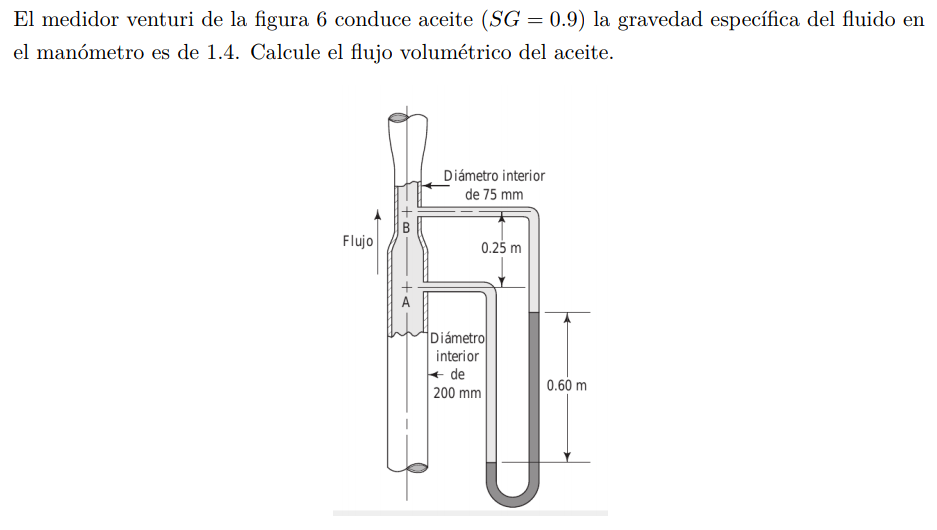 El medidor venturi de la figura 6 conduce aceite (SG = 0.9) la gravedad específica del fluido en
el manómetro es de 1.4. Calcule el flujo volumétrico del aceite.
Diámetro interior
de 75 mm
B
Flujo
0.25 m
A
Diámetro
interior
de
200 mm
0.60 m